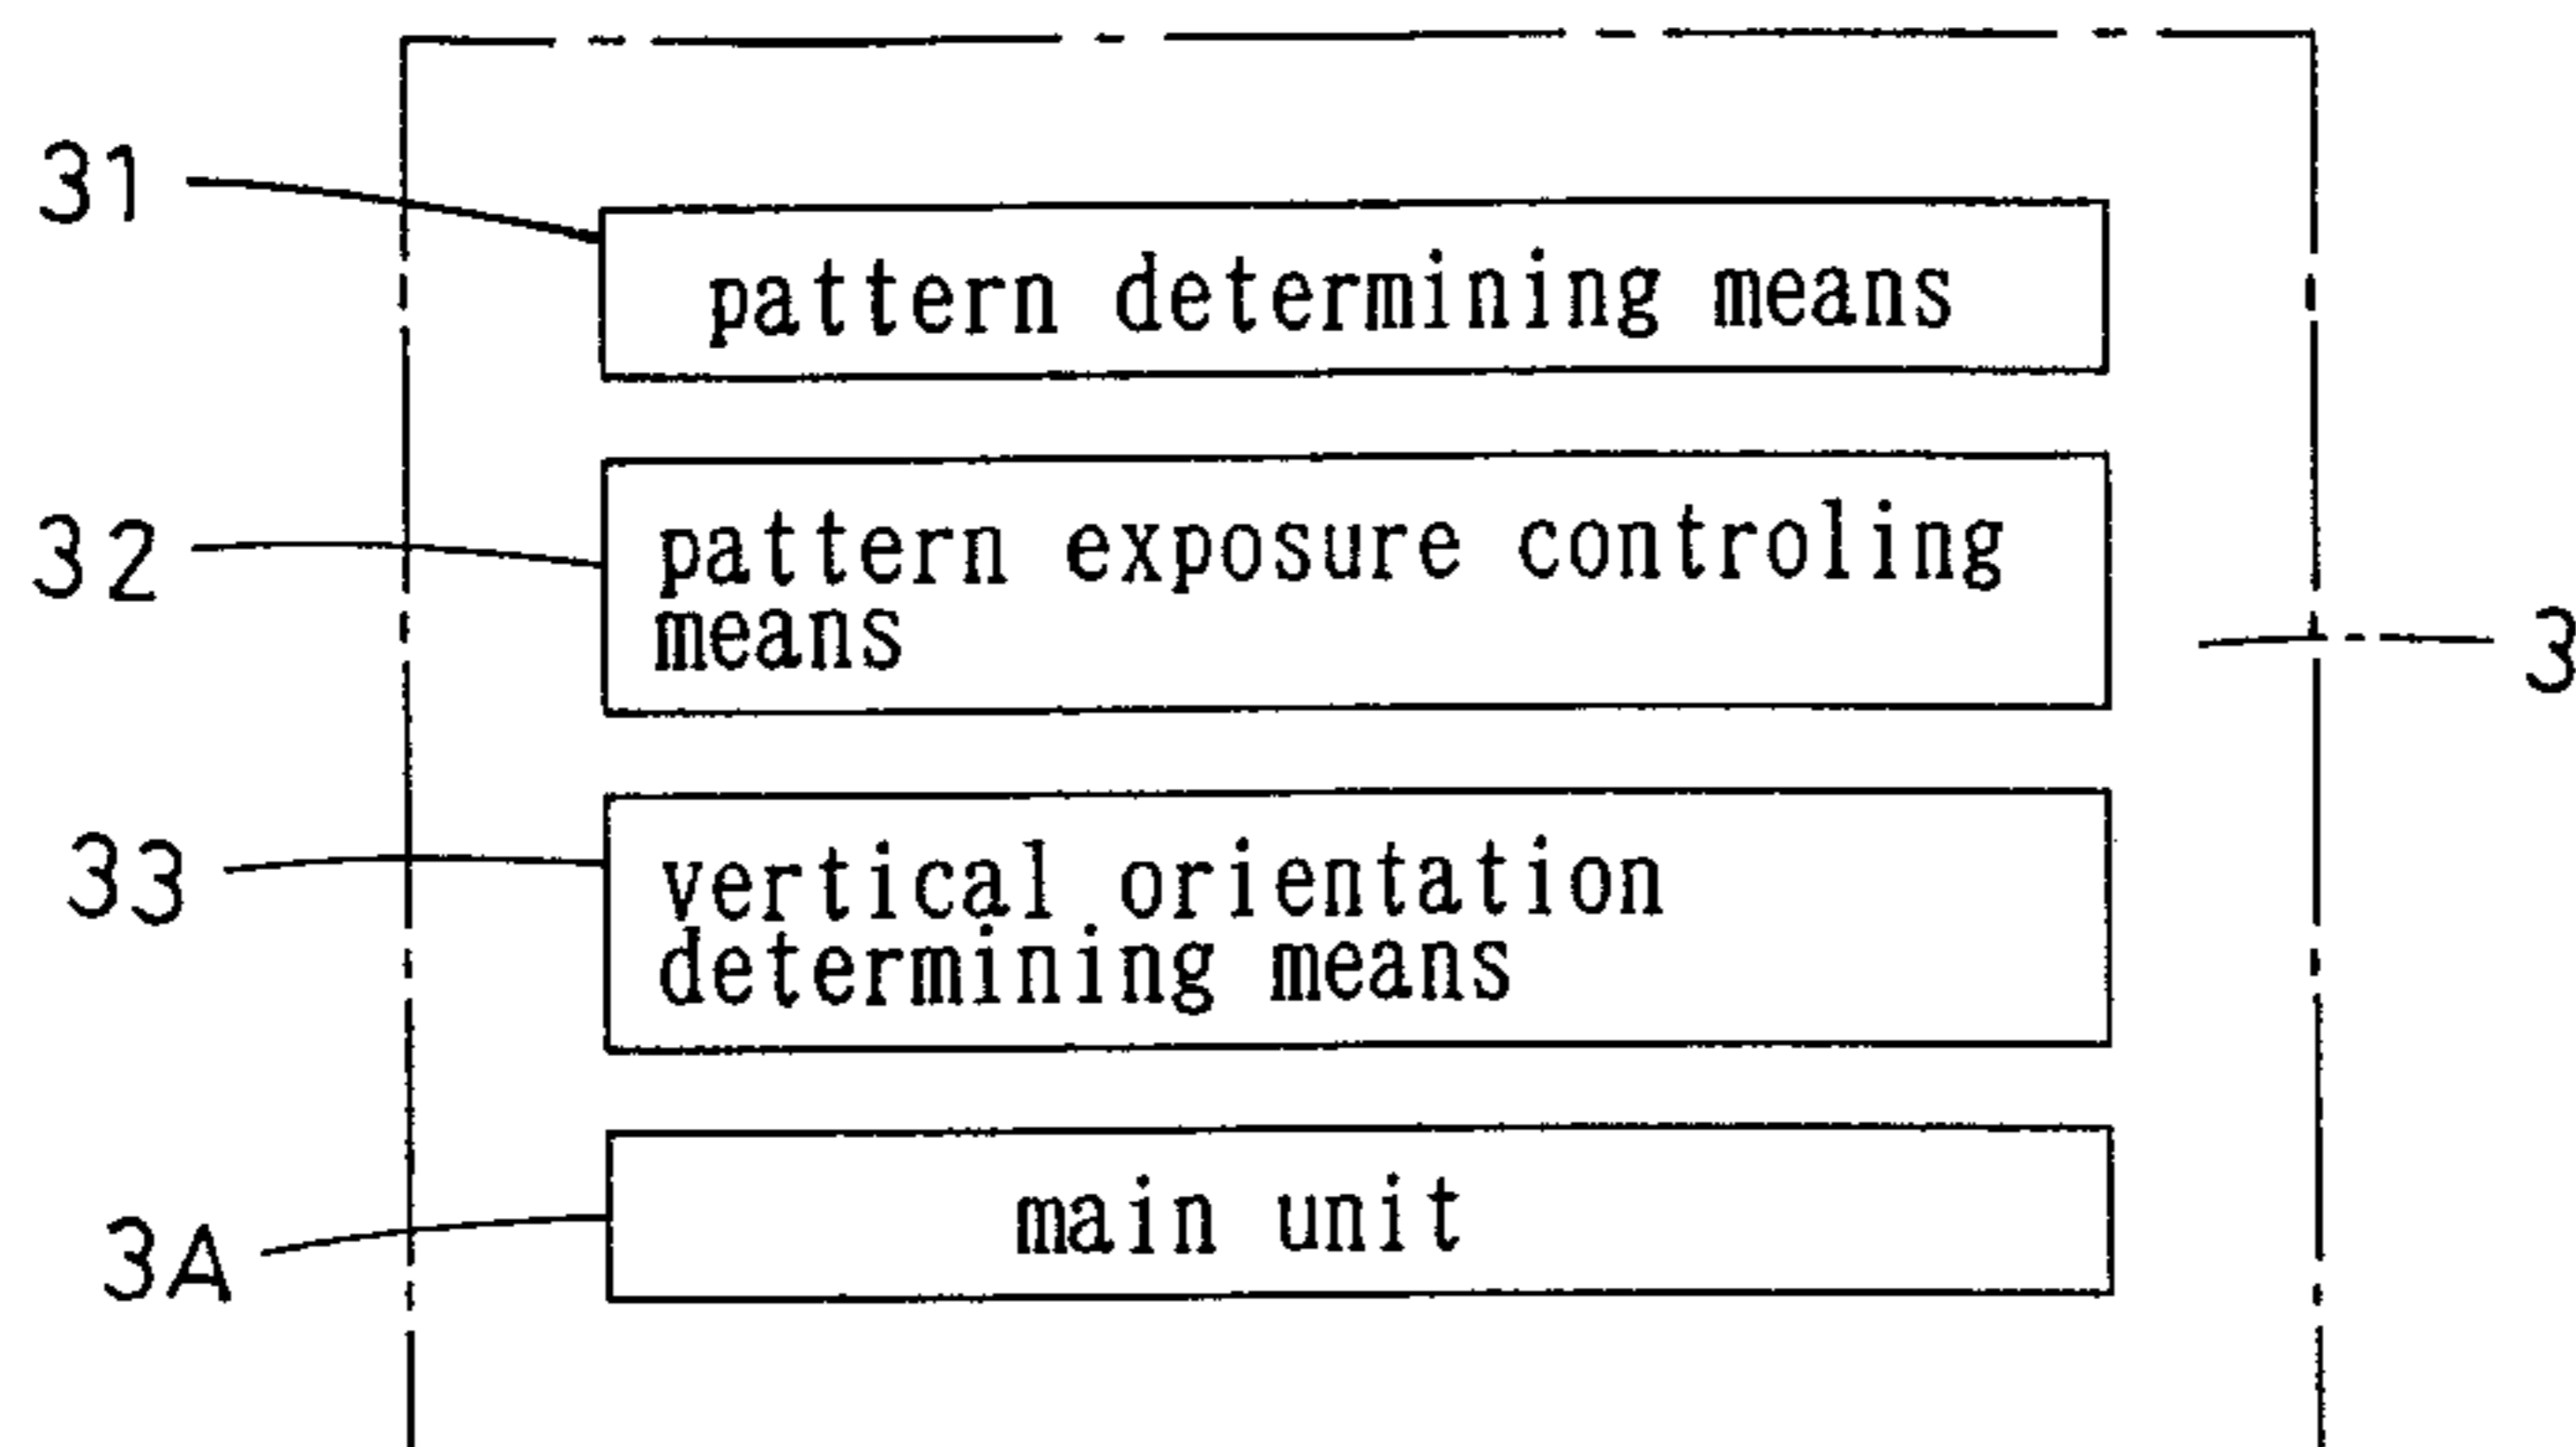 31
pattern determining means
32
pattern exposure controling
means
3
33
vertical orientation
determining means
3A
main unit